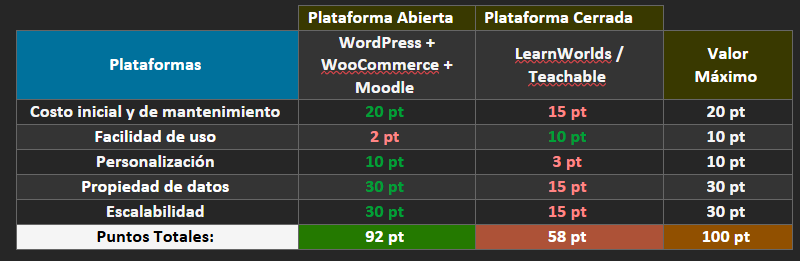 Plataforma Abierta Plataforma Cerrada
Plataformas
WordPress +
WooCommerce +
Moodle
LearnWorlds /
Teachable
Valor
Máximo
Costo inicial y de mantenimiento 20 pt 15 pt 20 pt
Facilidad de uso 2 pt 10 pt 10 pt
Personalización 10 pt 3 pt 10 pt
Propiedad de datos 30 pt 15 pt 30 pt
Escalabilidad 30 pt 15 pt 30 pt
Puntos Totales: 92 pt 58 pt 100 pt